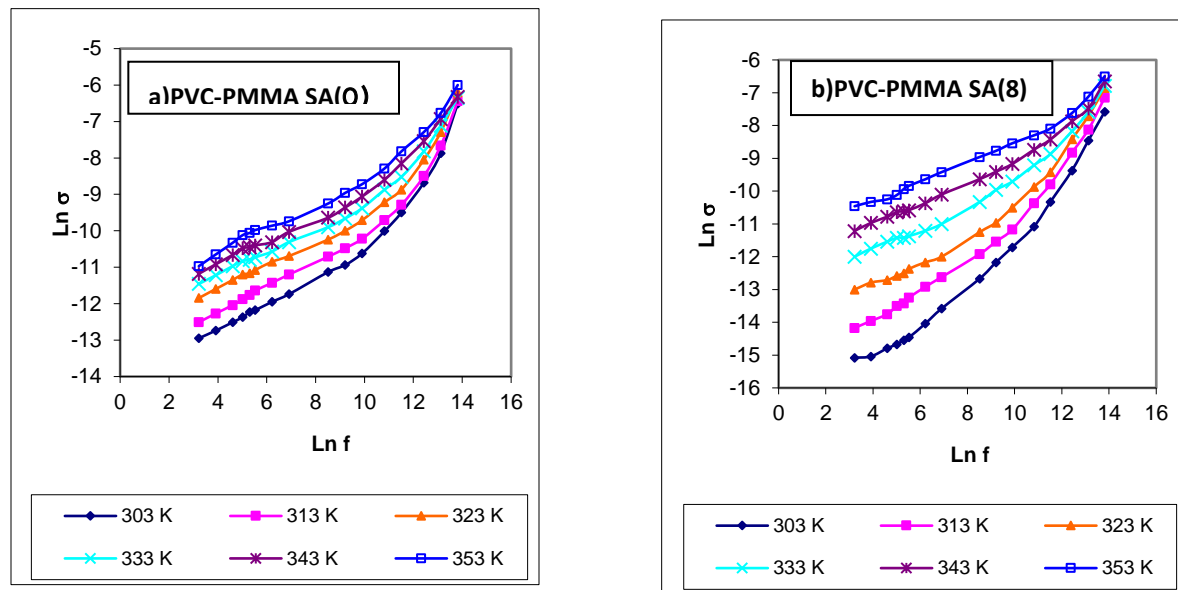 a)PVC-PMMA SA(O)
-5
-6
-7
-8
-9
-10
-11
-12
-13
-14
Ln σ
0 2 4 6 8 10 12 14 16
Ln f
303 K 313 K 323 K
333 K 343 K 353 K
b)PVC-PMMA SA(8)
-6
-7
-8
-9
-10
-11
-12
-13
-14
-15
-16
Ln σ
0 2 4 6 8 10 12 14 16
Ln f
303 K 313 K 323 K
333 K 343 K 353 K